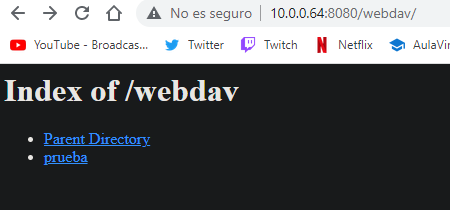 No es seguro | 10.0.0.64:8080/webdav/
YouTube - Broadcas... Twitter Twitch Netflix AulaVir
Index of /webdav
Parent Directory
prueba